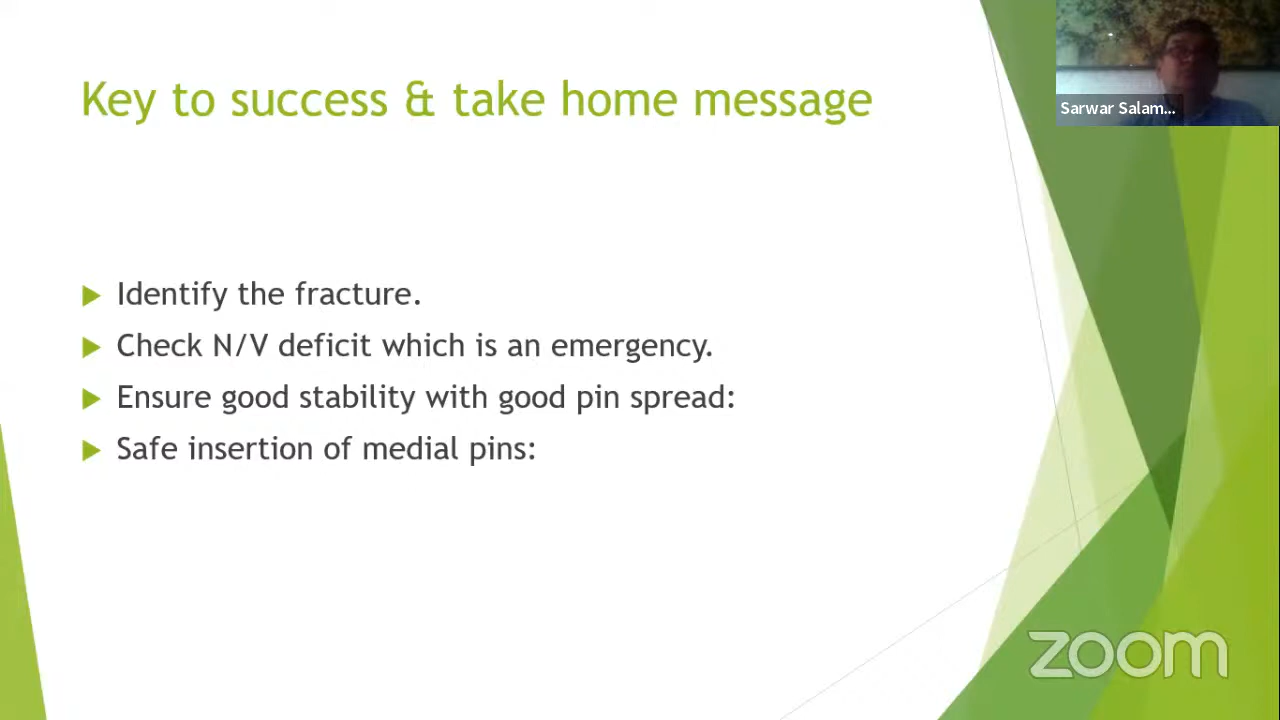 Key to success & take home message
Sarwar Salam...
Identify the fracture.
Check N/V deficit which is an emergency.
Ensure good stability with good pin spread:
Safe insertion of medial pins:
zoom